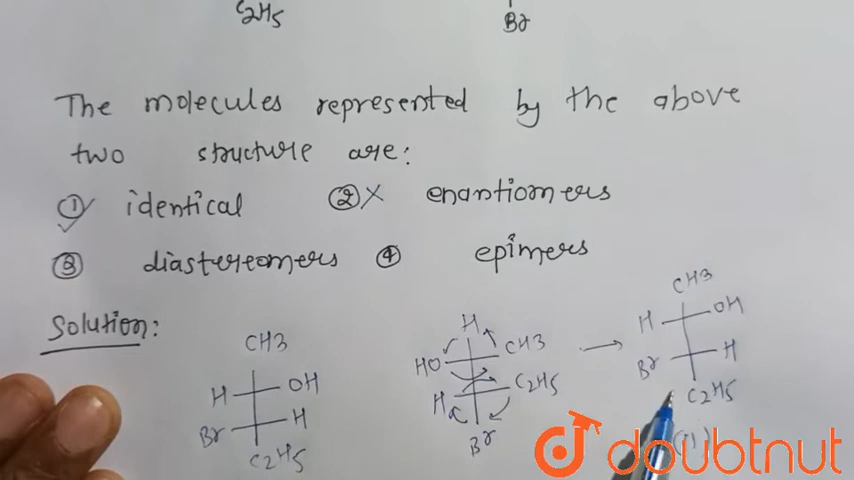 C2H5
Br
The molecules represented by the above
two structure are:
① identical ② enantiomers
③ diastereomers ④ epimers
Solution:
CH3
H OH
Br H
C2H5
H
HO CH3
H C2H5
Br
CH3
H OH
Br H
C2H5
doubtnut